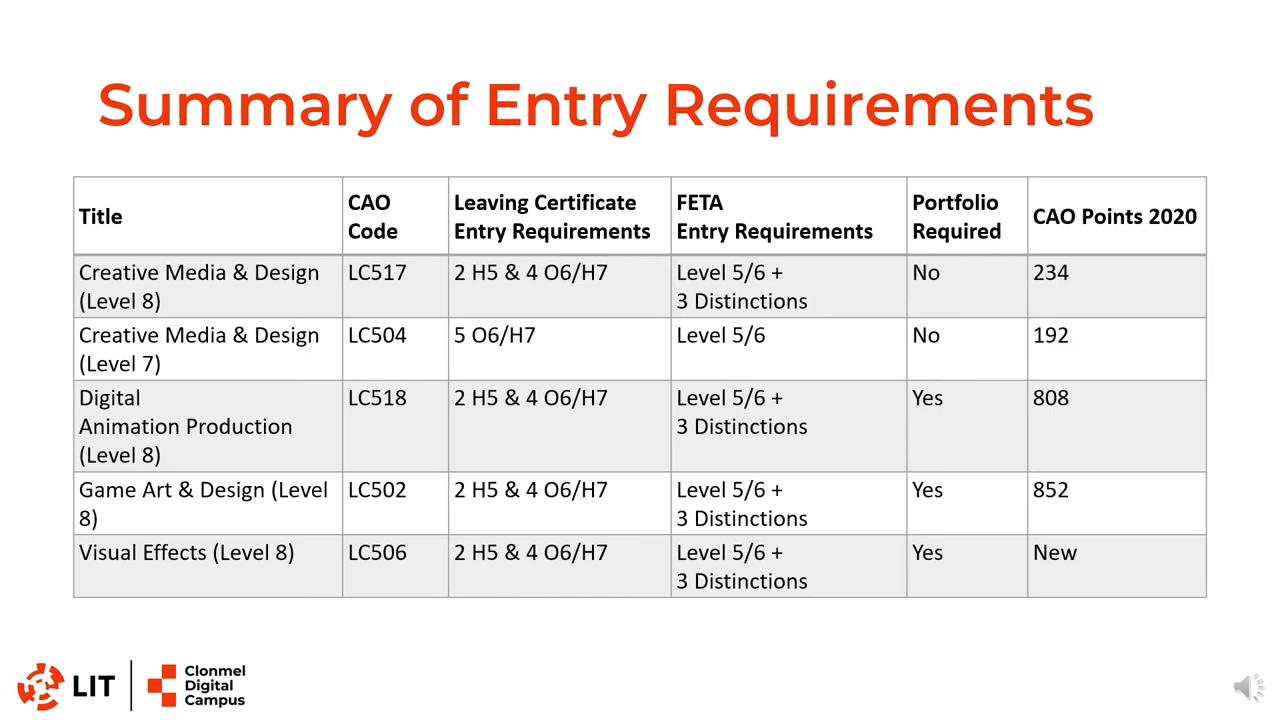 Summary of Entry Requirements
Title
CAO
Code
Leaving Certificate
Entry Requirements
FETA
Entry Requirements
Portfolio
Required
CAO Points 2020
Creative Media & Design
(Level 8)
LC517
2 H5 & 4 O6/H7
Level 5/6 +
3 Distinctions
No
234
Creative Media & Design
(Level 7)
LC504
5 O6/H7
Level 5/6
No
192
Digital
Animation Production
(Level 8)
LC518
2 H5 & 4 O6/H7
Level 5/6 +
3 Distinctions
Yes
808
Game Art & Design (Level
8)
LC502
2 H5 & 4 O6/H7
Level 5/6 +
3 Distinctions
Yes
852
Visual Effects (Level 8)
LC506
2 H5 & 4 O6/H7
Level 5/6 +
3 Distinctions
Yes
New
LIT
Clonmel
Digital
Campus